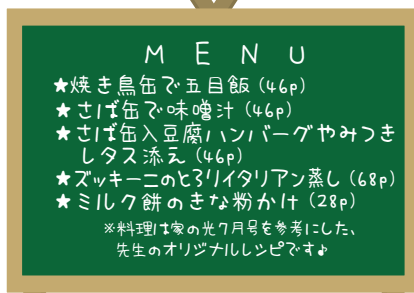 MENU
★焼き鳥缶で五目飯(46p)
★さば缶で味噌汁(46p)
★さば缶入豆腐ハンバーグやみつき
レタス添え(46p)
★ズッキーニのとろりイタリアン蒸し(68p)
★ミルク餅のきな粉かけ(28p)
※料理は家の光7月号を参考にした、
先生のオリジナルレシピです♪